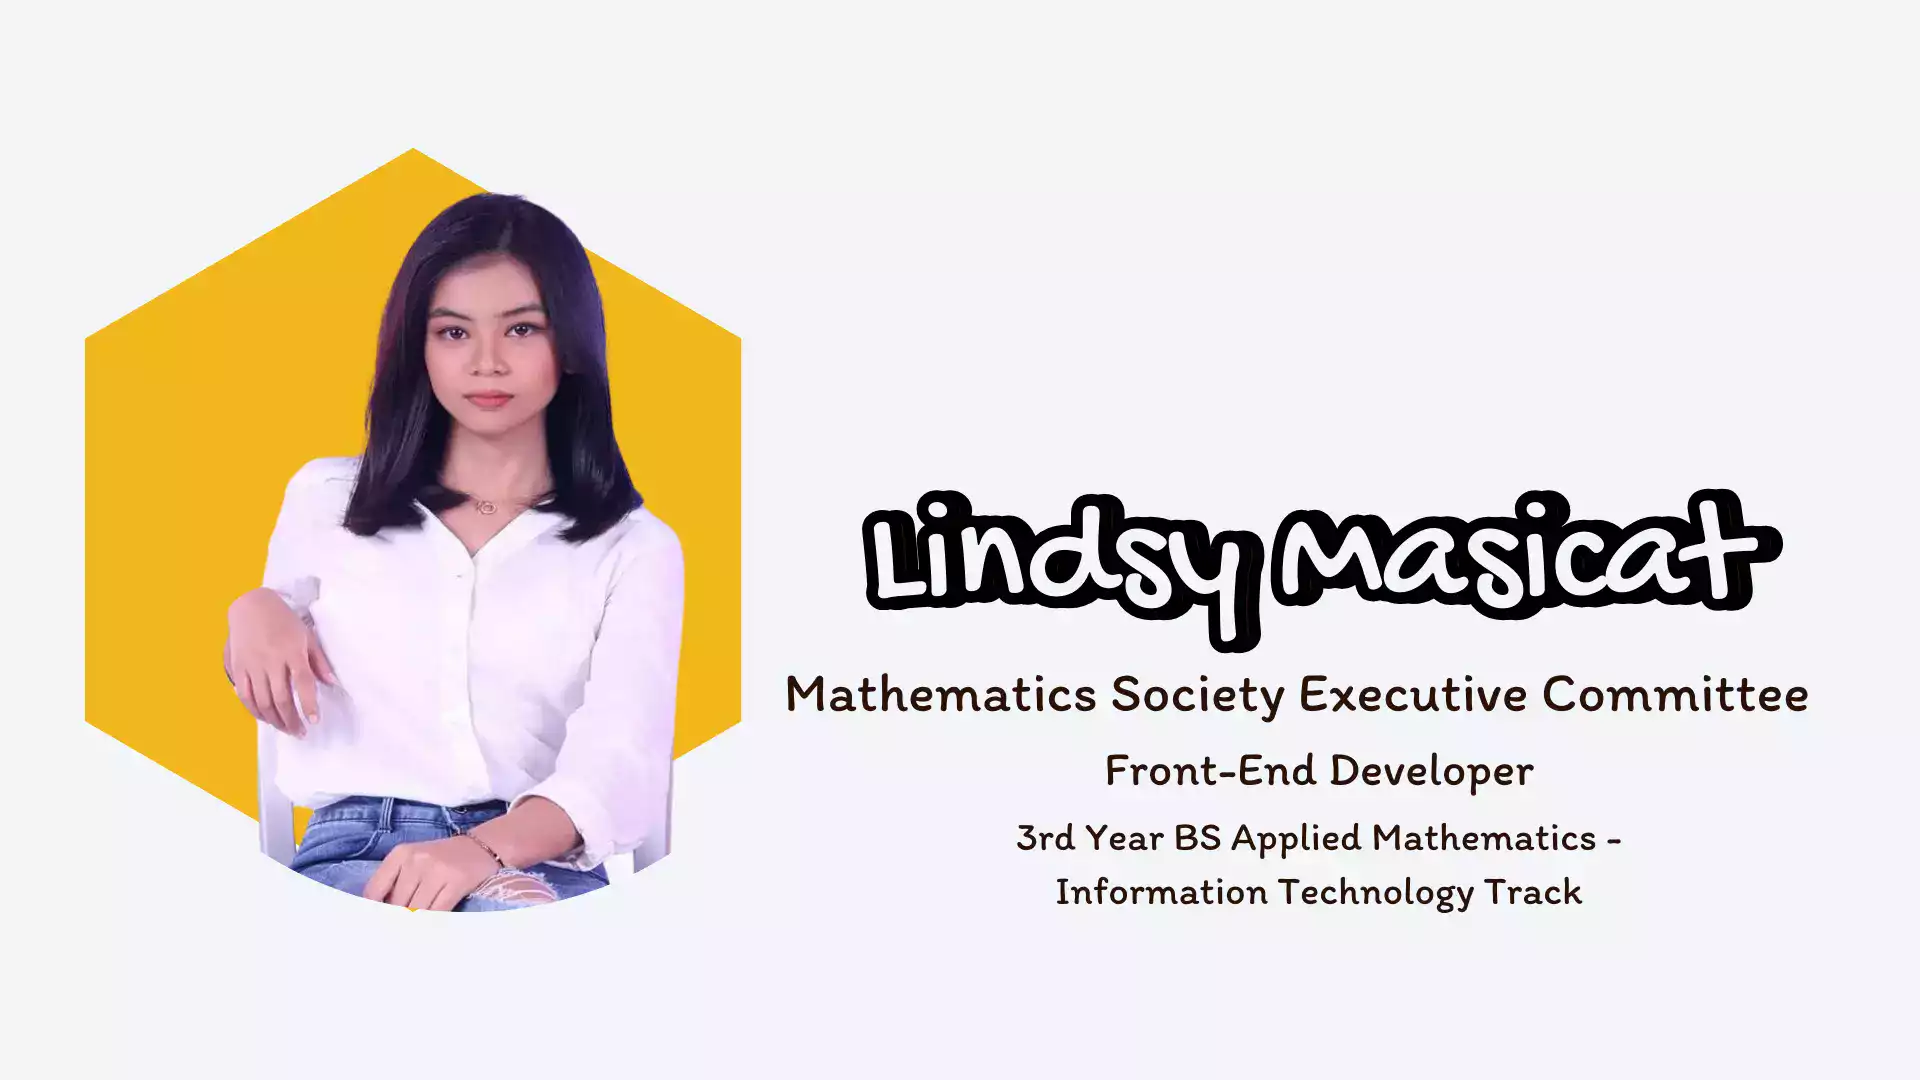 Lindsy Masicat
Mathematics Society Executive Committee
Front-End Developer
3rd Year BS Applied Mathematics -
Information Technology Track